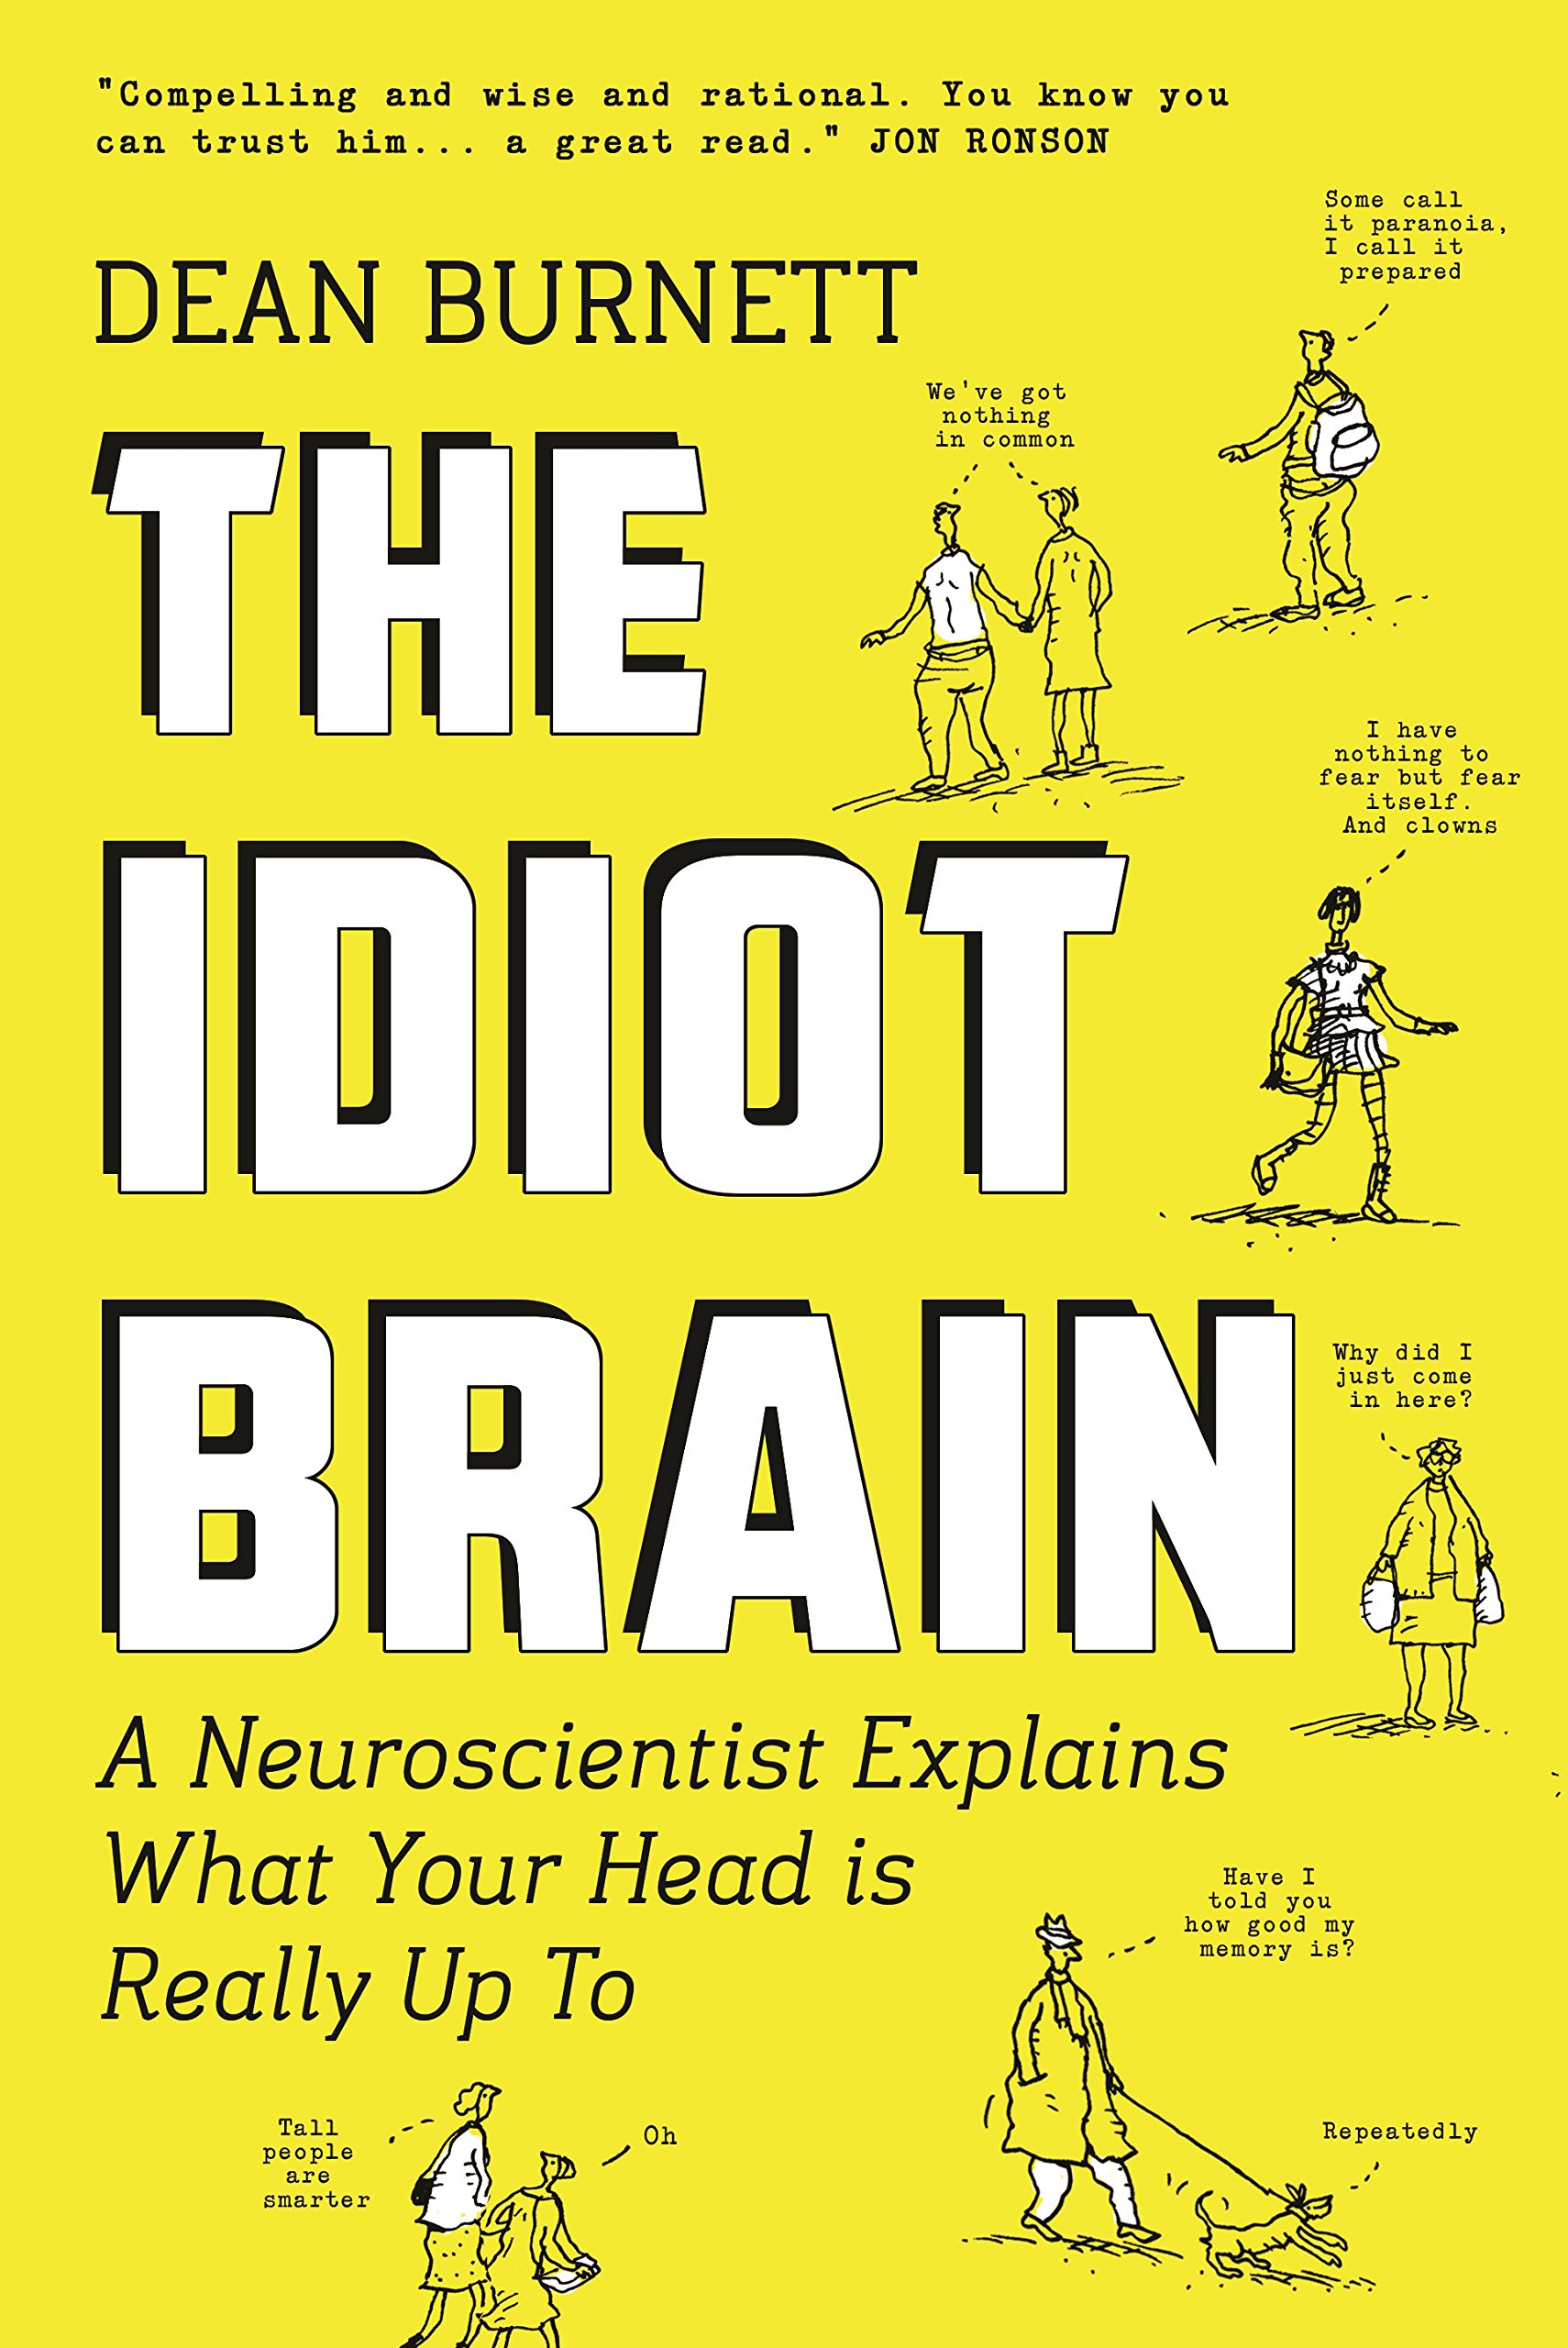 "Compelling and wise and rational. You know you
can trust him... a great read." JON RONSON
DEAN BURNETT
Some call
it paranoia,
I call it
prepared
We've got
nothing
in common
THE
I have
nothing to
fear but fear
itself.
And clowns
IDIOT
BRAIN
Why did I
just come
in here?
A Neuroscientist Explains
What Your Head is
Really Up To
Have I
told you
how good my
memory is?
Repeatedly
Tall
people
are
smarter
Oh